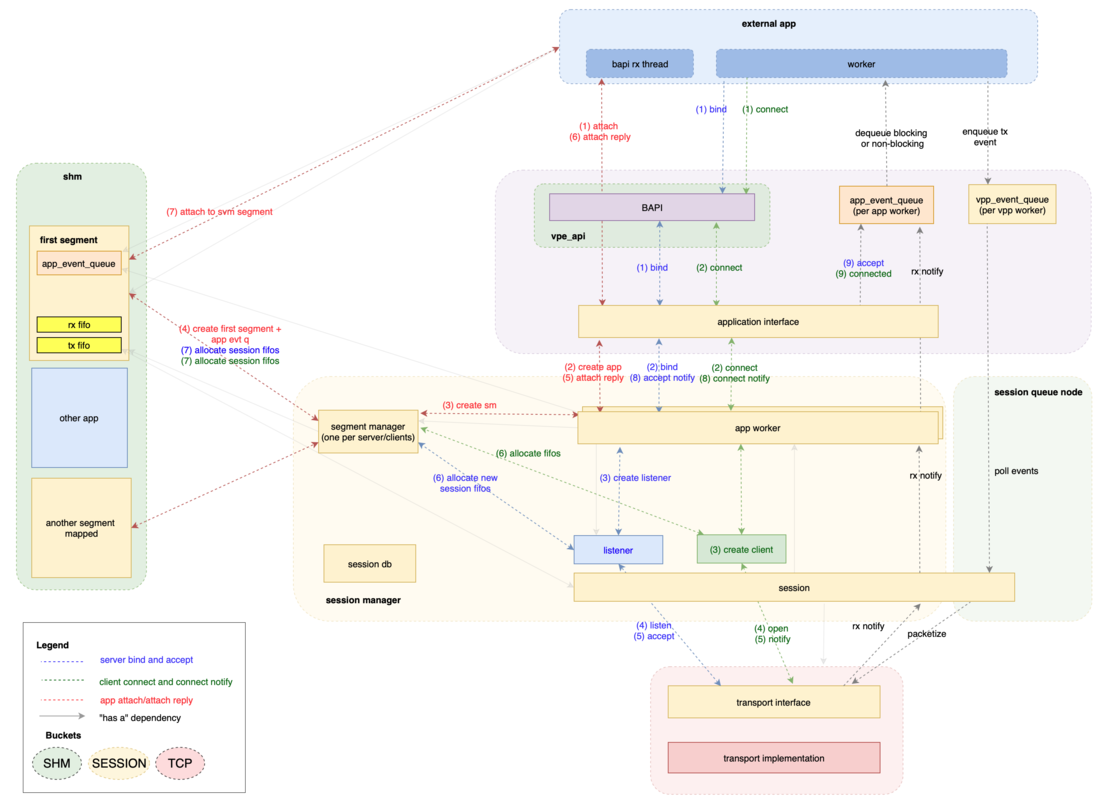 external app
bapi rx thread
worker
(1) attach
(6) attach reply
(1) bind
(1) connect
dequeue blocking
or non-blocking
enqueue tx
event
shm
(7) attach to svm segment
first segment
app_event_queue
rx fifo
tx fifo
other app
another segment
mapped
BAPI
vpe_api
app_event_queue
(per app worker)
vpp_event_queue
(per vpp worker)
(1) bind
(2) connect
(9) accept
(9) connected
rx notify
application interface
(4) create first segment +
app evt q
(7) allocate session fifos
(7) allocate session fifos
(2) create app
(5) attach reply
(2) bind
(8) accept notify
(2) connect
(8) connect notify
session queue node
(3) create sm
segment manager
(one per server/clients)
app worker
(6) allocate fifos
(6) allocate new
session fifos
(3) create listener
rx notify
poll events
listener
(3) create client
session db
session
session manager
(4) listen
(5) accept
(4) open
(5) notify
rx notify
packetize
transport interface
transport implementation
Legend
server bind and accept
client connect and connect notify
app attach/attach reply
"has a" dependency
Buckets
SHM
SESSION
TCP